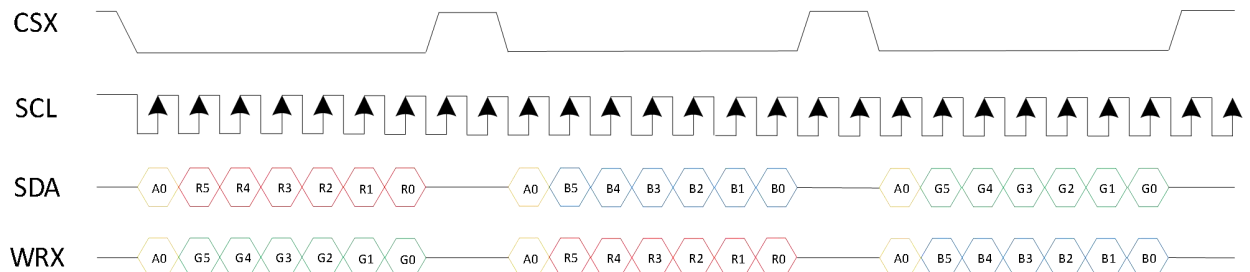 CSX
SCL
SDA A0 R5 R4 R3 R2 R1 R0 A0 B5 B4 B3 B2 B1 B0 A0 G5 G4 G3 G2 G1 G0
WRX A0 G5 G4 G3 G2 G1 G0 A0 R5 R4 R3 R2 R1 R0 A0 B5 B4 B3 B2 B1 B0